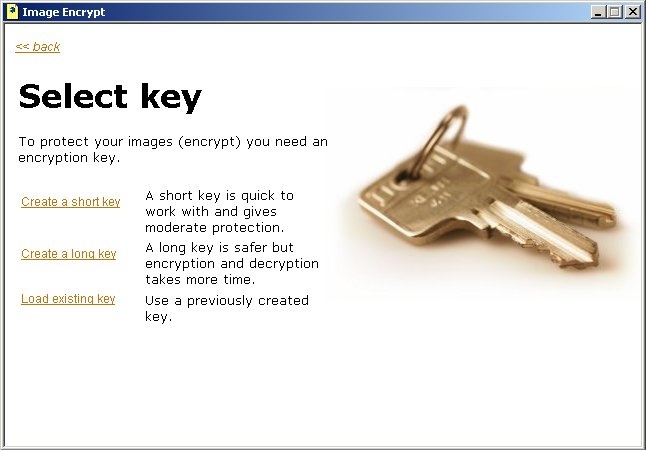 Image Encrypt
<< back
Select key
To protect your images (encrypt) you need an
encryption key.
Create a short key
A short key is quick to
work with and gives
moderate protection.
Create a long key
A long key is safer but
encryption and decryption
takes more time.
Load existing key
Use a previously created
key.